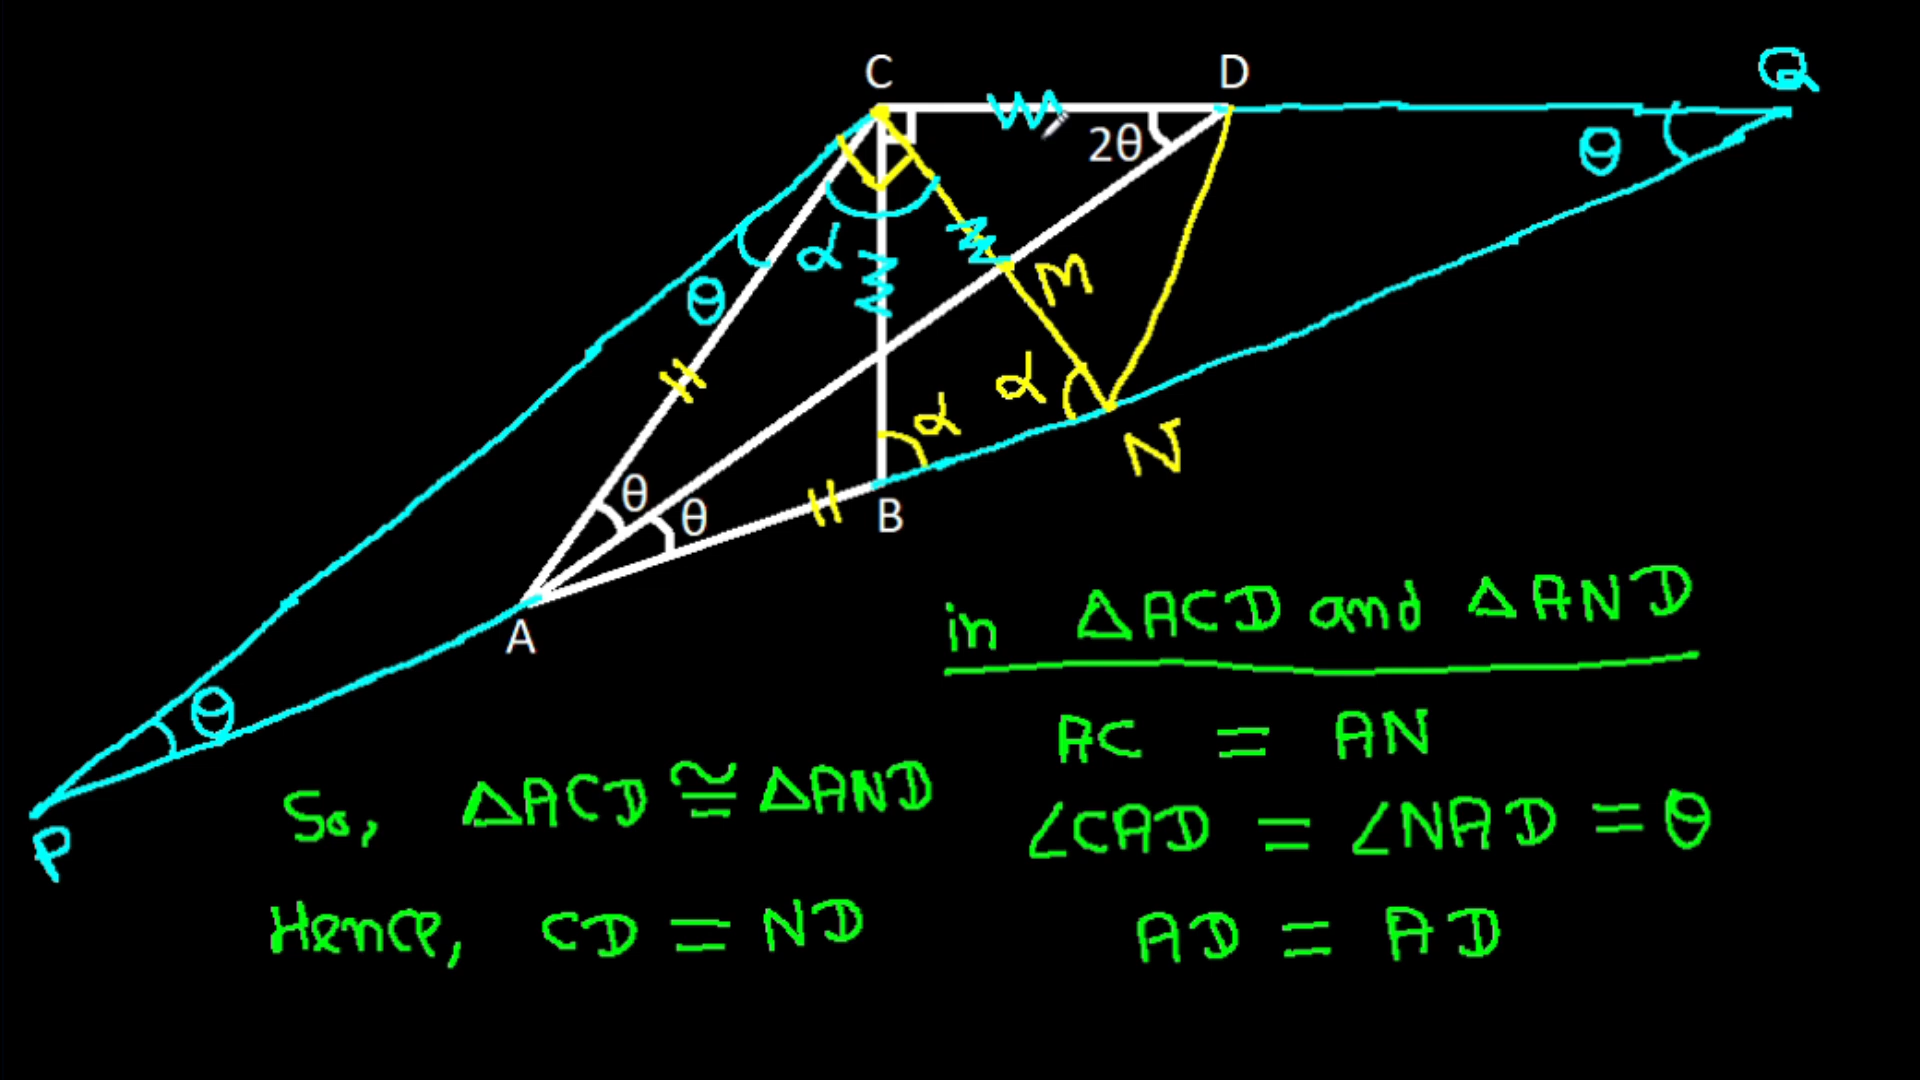 C D Q
2θ θ
α
θ M
α
α
θ N
θ B
A
in ΔACD and ΔAND
θ
AC = AN
So, ΔACD ≅ ΔAND
∠CAD = ∠NAD = θ
P
Hence, CD = ND
AD = AD